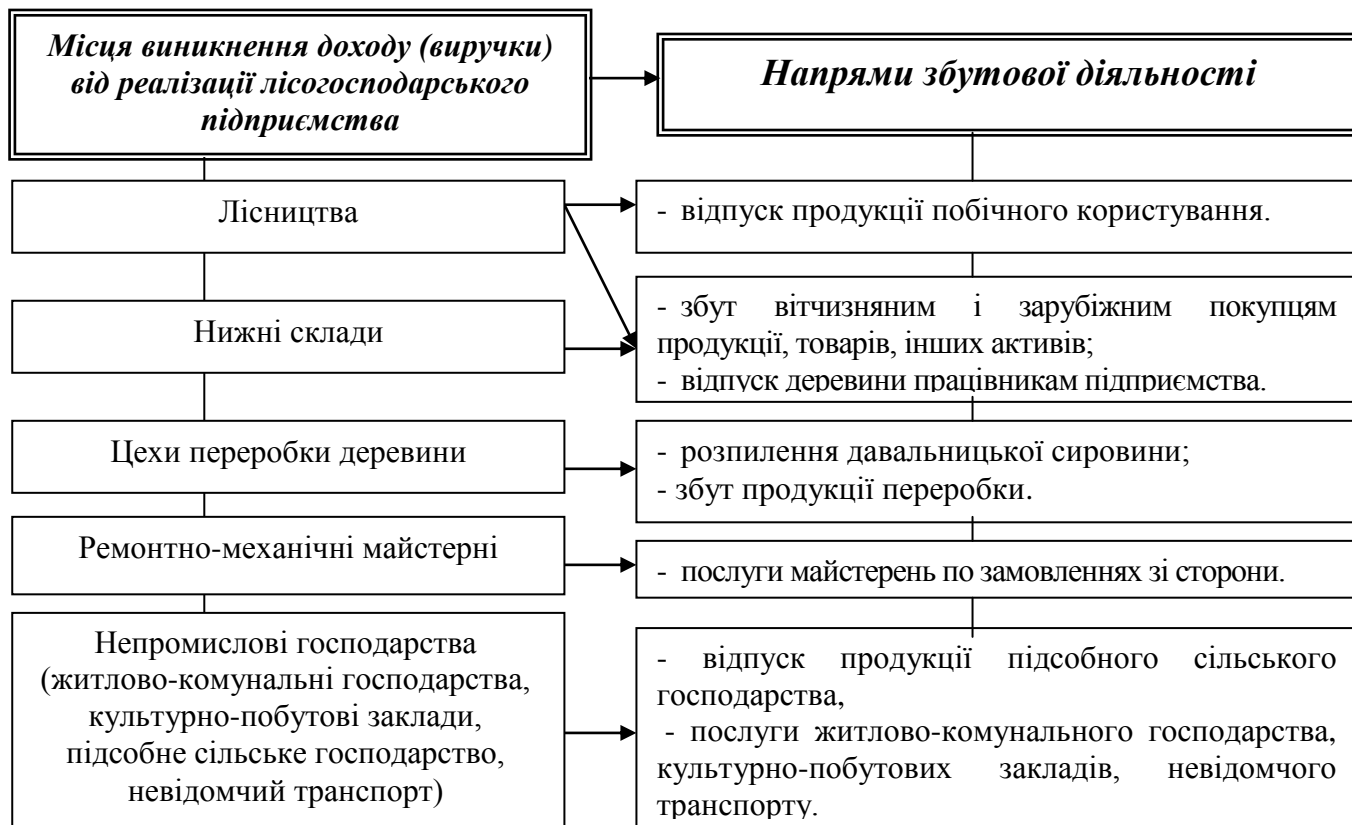 Місця виникнення доходу (виручки)
від реалізації лісогосподарського
підприємства
Напрями збутової діяльності
Лісництва
- відпуск продукції побічного користування.
Нижні склади
- збут вітчизняним і зарубіжним покупцям
продукції, товарів, інших активів;
- відпуск деревини працівникам підприємства.
Цехи переробки деревини
- розпилення давальницької сировини;
- збут продукції переробки.
Ремонтно-механічні майстерні
- послуги майстерень по замовленнях зі сторони.
Непромислові господарства
(житлово-комунальні господарства,
культурно-побутові заклади,
підсобне сільське господарство,
невідомчий транспорт)
- відпуск продукції підсобного сільського
господарства,
- послуги житлово-комунального господарства,
культурно-побутових закладів, невідомчого
транспорту.